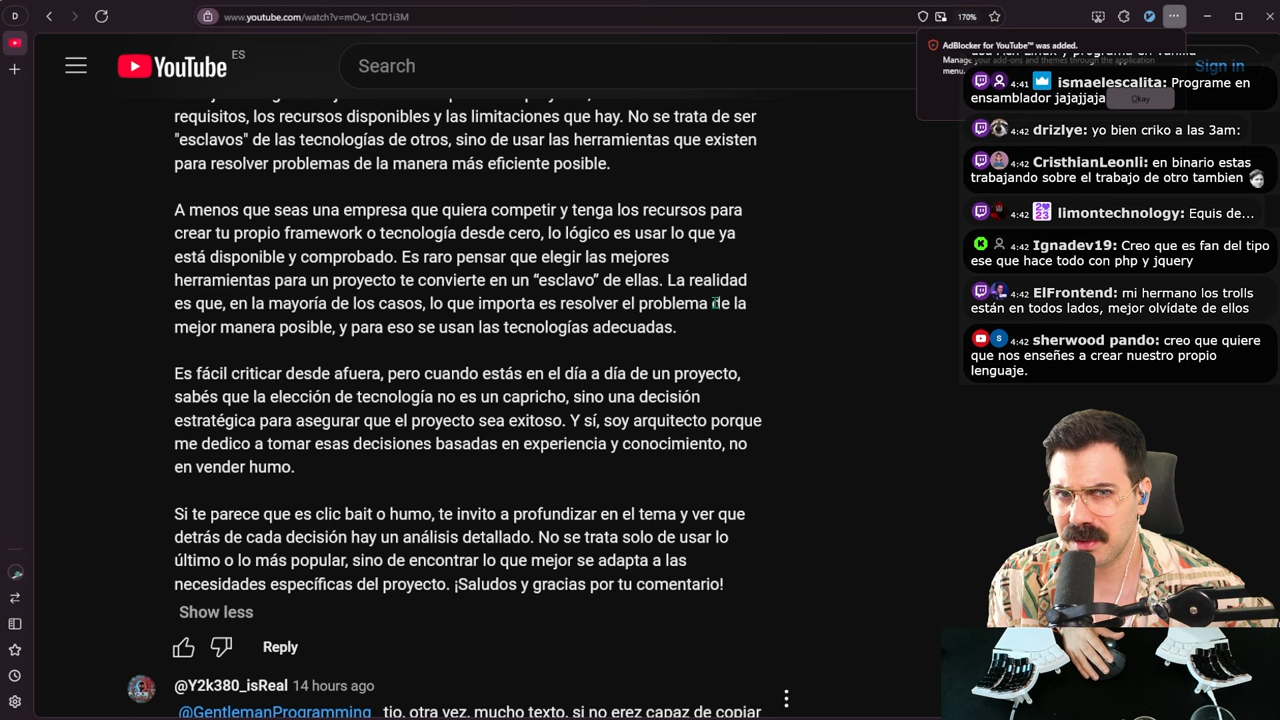 D
www.youtube.com/watch?v=mOw_1CD1i3M
170%
AdBlocker for YouTube™ was added.
Manage your add-ons and themes through the application
menu.
Okay
YouTube
ES
Search
Sign in
requisitos, los recursos disponibles y las limitaciones que hay. No se trata de ser
"esclavos" de las tecnologías de otros, sino de usar las herramientas que existen
para resolver problemas de la manera más eficiente posible.
A menos que seas una empresa que quiera competir y tenga los recursos para
crear tu propio framework o tecnología desde cero, lo lógico es usar lo que ya
está disponible y comprobado. Es raro pensar que elegir las mejores
herramientas para un proyecto te convierte en un “esclavo” de ellas. La realidad
es que, en la mayoría de los casos, lo que importa es resolver el problema de la
mejor manera posible, y para eso se usan las tecnologías adecuadas.
Es fácil criticar desde afuera, pero cuando estás en el día a día de un proyecto,
sabés que la elección de tecnología no es un capricho, sino una decisión
estratégica para asegurar que el proyecto sea exitoso. Y sí, soy arquitecto porque
me dedico a tomar esas decisiones basadas en experiencia y conocimiento, no
en vender humo.
Si te parece que es clic bait o humo, te invito a profundizar en el tema y ver que
detrás de cada decisión hay un análisis detallado. No se trata solo de usar lo
último o lo más popular, sino de encontrar lo que mejor se adapta a las
necesidades específicas del proyecto. ¡Saludos y gracias por tu comentario!
Show less
Reply
@Y2k380_isReal 14 hours ago
@GentlemanProgramming tio, otra vez, mucho texto, si no erez capaz de copiar
4:41 ismaelescalita: Programe en
ensamblador jajajjaja
4:42 drizlye: yo bien criko a las 3am:
4:42 CristhianLeonli: en binario estas
trabajando sobre el trabajo de otro tambien
4:42 limontechnology: Equis de...
4:42 Ignadev19: Creo que es fan del tipo
ese que hace todo con php y jquery
4:42 ElFrontend: mi hermano los trolls
están en todos lados, mejor olvídate de ellos
4:42 sherwood pando: creo que quiere
que nos enseñes a crear nuestro propio
lenguaje.